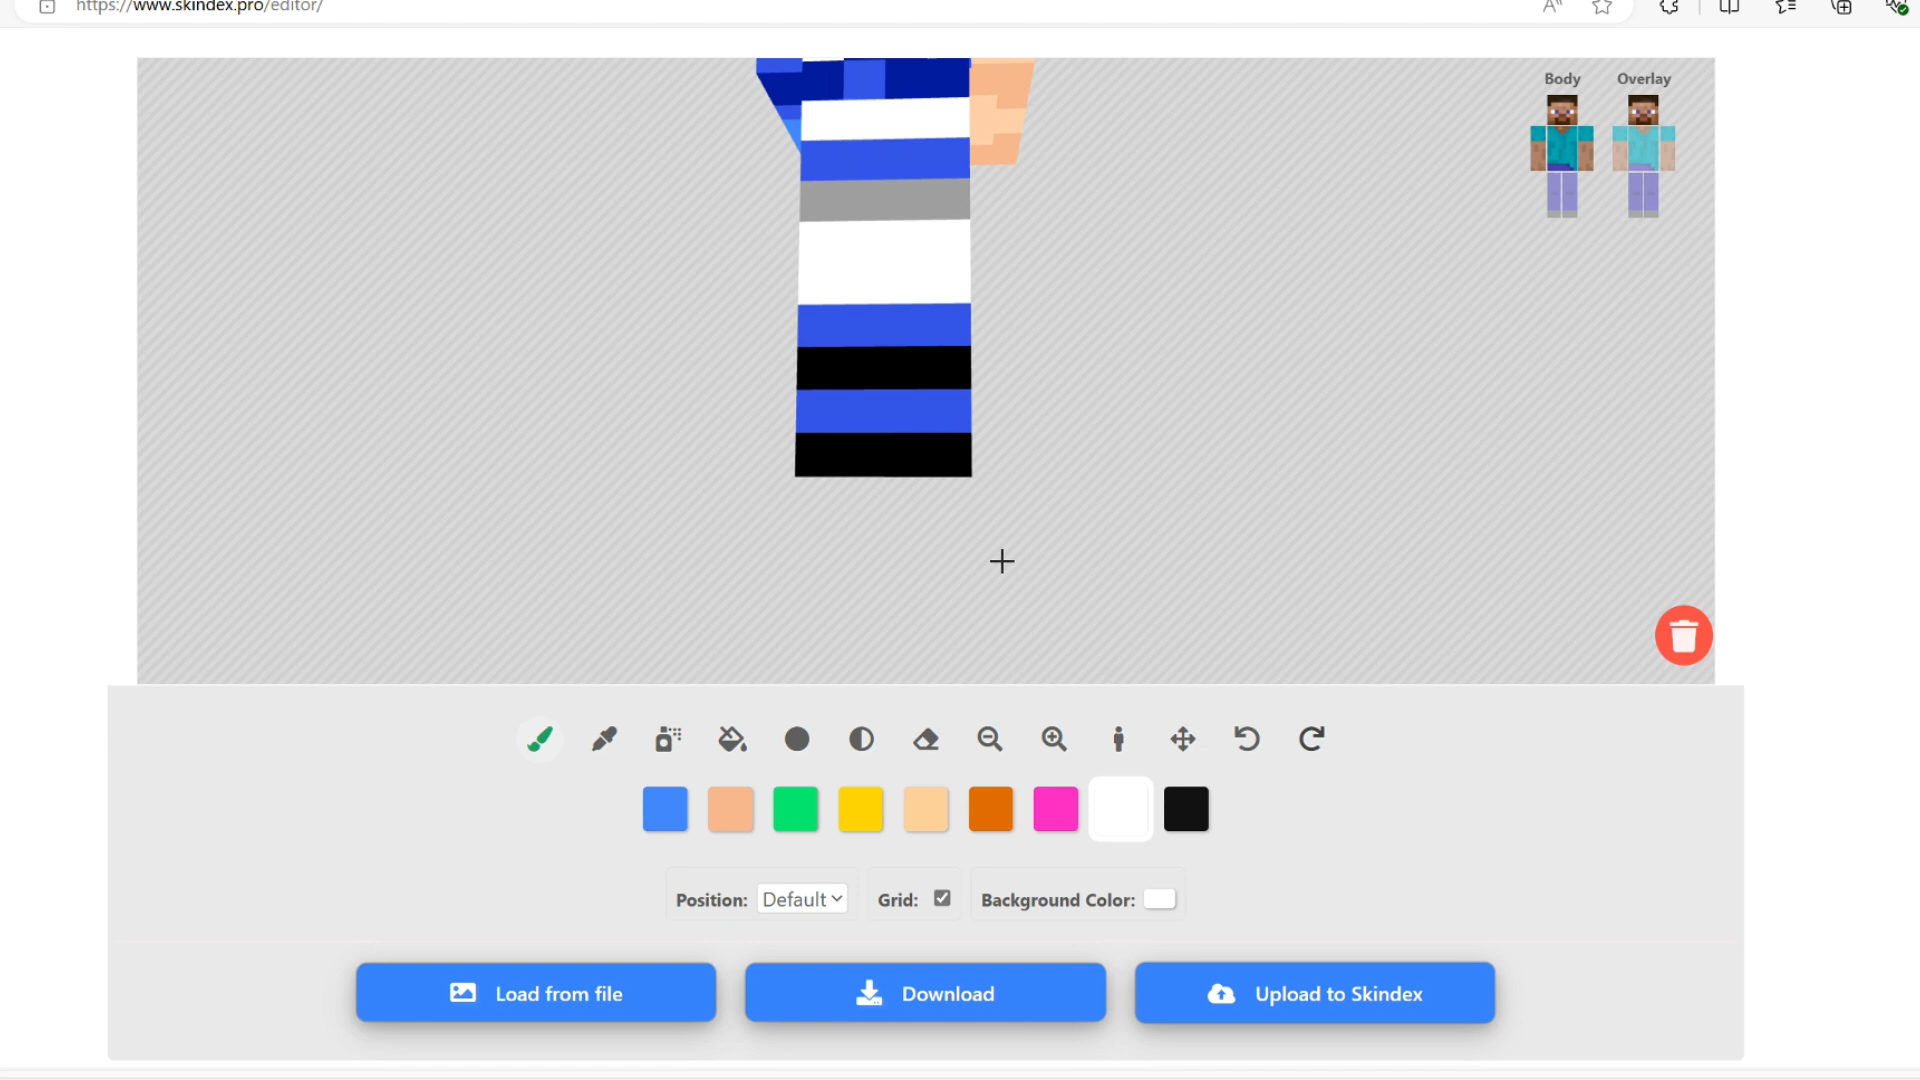 https://www.skindex.pro/editor/
Body Overlay
Position: Default Grid: Background Color:
Load from file Download Upload to Skindex